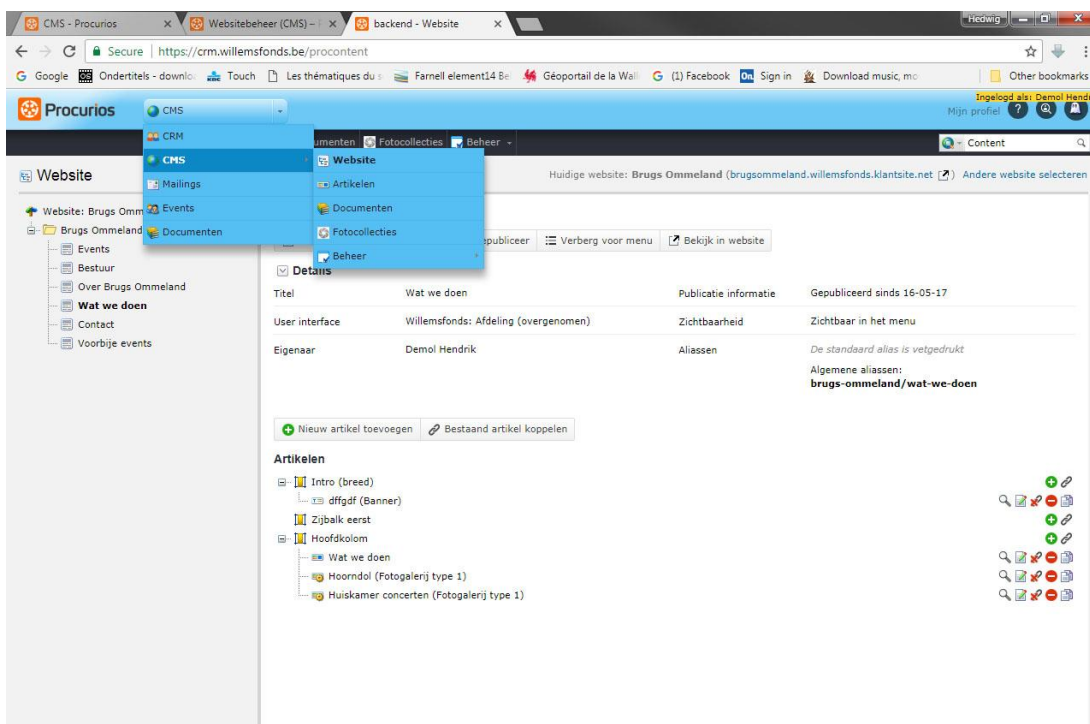 CMS - Procurios
Websitebeheer (CMS) –
backend - Website
Hedwig
Secure
https://crm.willemsfonds.be/procontent
Google
Ondertitels - downlo
Touch
Les thématiques du s
Farnell element14 Be
Géoportail de la Wall
(1) Facebook
Sign in
Download music, mo
Other bookmarks
Procurios
CMS
Ingelogd als: Demol Hend
Mijn profiel
CRM
umenten
Fotocollecties
Beheer
Content
CMS
Website
Website
Huidige website: Brugs Ommeland (brugsommeland.willemsfonds.klantsite.net
)
Andere website selecteren
Mailings
Artikelen
Website: Brugs Omm
Events
Documenten
Brugs Ommeland
Documenten
Fotocollecties
epubliceer
Verberg voor menu
Bekijk in website
Events
Beheer
Bestuur
Details
Over Brugs Ommeland
Titel
Wat we doen
Publicatie informatie
Gepubliceerd sinds 16-05-17
Wat we doen
Contact
User interface
Willemsfonds: Afdeling (overgenomen)
Zichtbaarheid
Zichtbaar in het menu
Voorbije events
Eigenaar
Demol Hendrik
Aliassen
De standaard alias is vetgedrukt
Algemene aliassen:
brugs-ommeland/wat-we-doen
Nieuw artikel toevoegen
Bestaand artikel koppelen
Artikelen
Intro (breed)
dffgdf (Banner)
Zijbalk eerst
Hoofdkolom
Wat we doen
Hoorndol (Fotogalerij type 1)
Huiskamer concerten (Fotogalerij type 1)